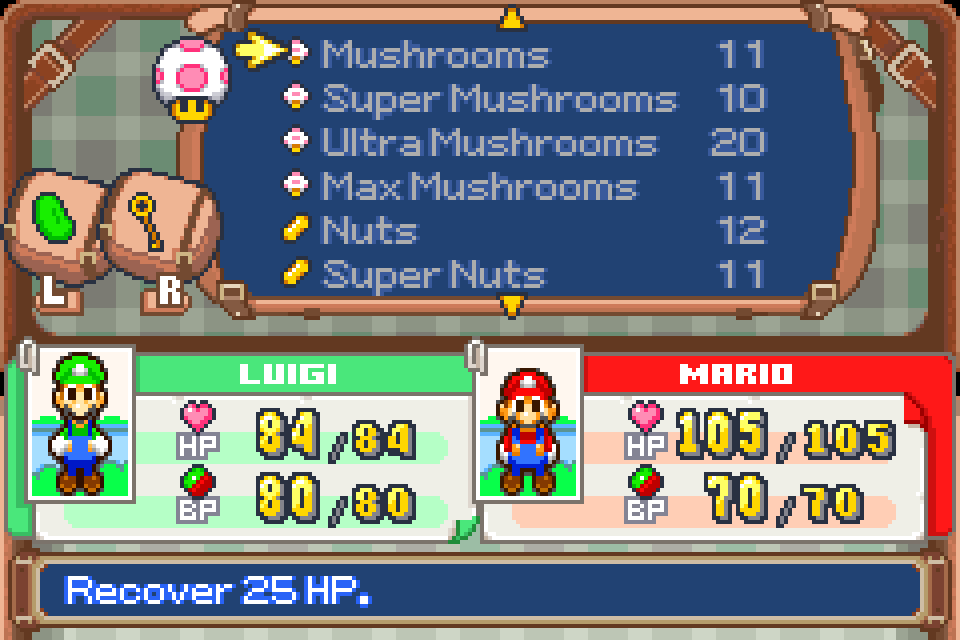 Mushrooms 11
Super Mushrooms 10
Ultra Mushrooms 20
Max Mushrooms 11
Nuts 12
Super Nuts 11
L R
LUIGI
HP 84/84
BP 80/80
MARIO
HP 105/105
BP 70/70
Recover 25 HP.